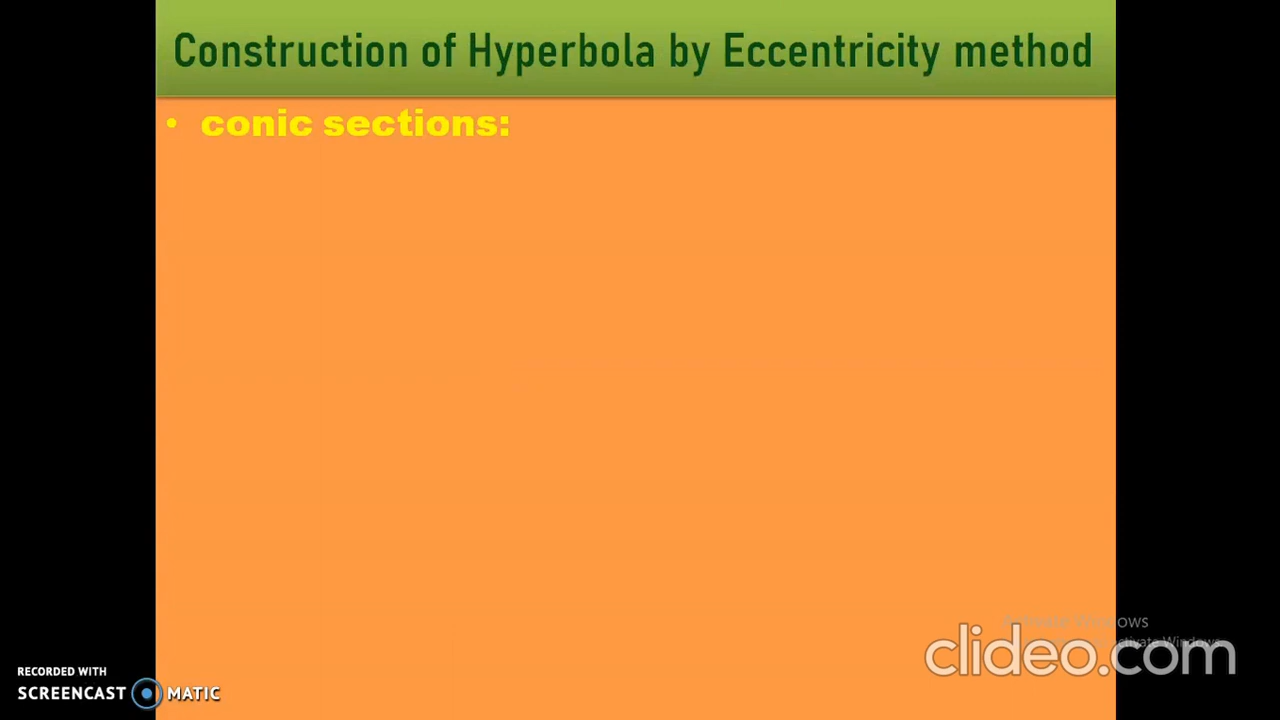 Construction of Hyperbola by Eccentricity method
• conic sections:
clideo.com
RECORDED WITH
SCREENCAST MATIC